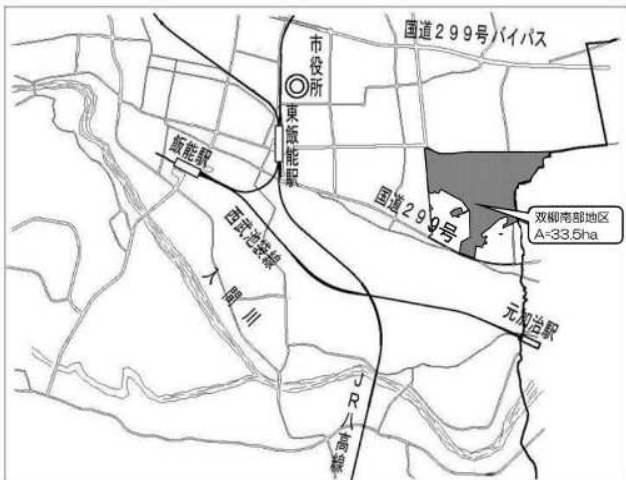 国道299号バイパス
市役所
東飯能駅
飯能駅
国道299号
双柳南部地区
A=33.5ha
西武池袋線
入間川
元加治駅
JR八高線